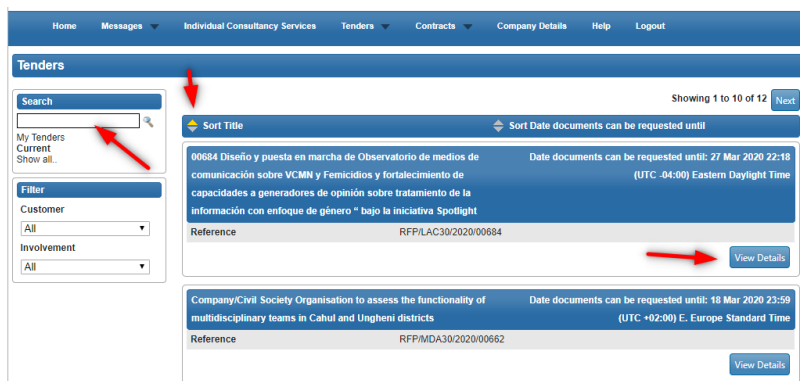 Home Messages Individual Consultancy Services Tenders Contracts Company Details Help Logout
Tenders
Search
My Tenders
Current
Show all..
Filter
Customer
All
Involvement
All
Showing 1 to 10 of 12 Next
Sort Title Sort Date documents can be requested until
00684 Diseño y puesta en marcha de Observatorio de medios de
comunicación sobre VCMN y Femicidios y fortalecimiento de
capacidades a generadores de opinión sobre tratamiento de la
información con enfoque de género “ bajo la iniciativa Spotlight
Date documents can be requested until: 27 Mar 2020 22:18
(UTC -04:00) Eastern Daylight Time
Reference RFP/LAC30/2020/00684
View Details
Company/Civil Society Organisation to assess the functionality of
multidisciplinary teams in Cahul and Ungheni districts
Date documents can be requested until: 18 Mar 2020 23:59
(UTC +02:00) E. Europe Standard Time
Reference RFP/MDA30/2020/00662
View Details